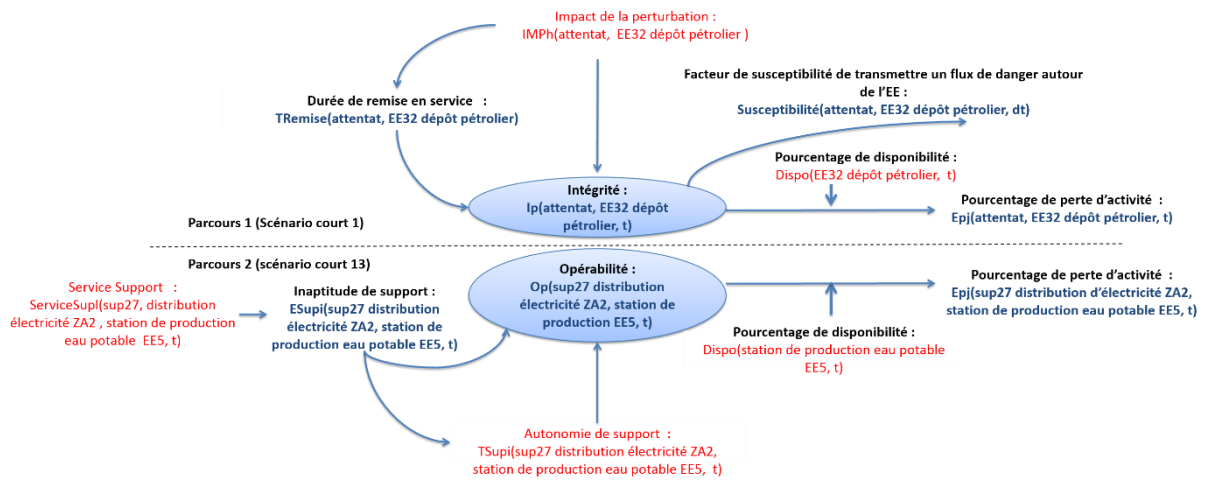 Impact de la perturbation :
IMPh(attentat, EE32 dépôt pétrolier )
Facteur de susceptibilité de transmettre un flux de danger autour
de l’EE :
Susceptibilité(attentat, EE32 dépôt pétrolier, dt)
Durée de remise en service :
TRemise(attentat, EE32 dépôt pétrolier)
Pourcentage de disponibilité :
Dispo(EE32 dépôt pétrolier, t)
Intégrité :
Ip(attentat, EE32 dépôt
pétrolier, t)
Pourcentage de perte d’activité :
Epj(attentat, EE32 dépôt pétrolier, t)
Parcours 1 (Scénario court 1)
Parcours 2 (scénario court 13)
Service Support :
ServiceSupl(sup27, distribution
électricité ZA2 , station de production
eau potable EE5, t)
Inaptitude de support :
ESupi(sup27 distribution
électricité ZA2, station de
production eau potable EE5, t)
Opérabilité :
Op(sup27 distribution
électricité ZA2, station de
production EE5, t)
Pourcentage de perte d’activité :
Epj(sup27 distribution d’électricité ZA2,
station de production eau potable EE5, t)
Pourcentage de disponibilité :
Dispo(station de production eau potable
EE5, t)
Autonomie de support :
TSupi(sup27 distribution électricité ZA2,
station de production eau potable EE5, t)